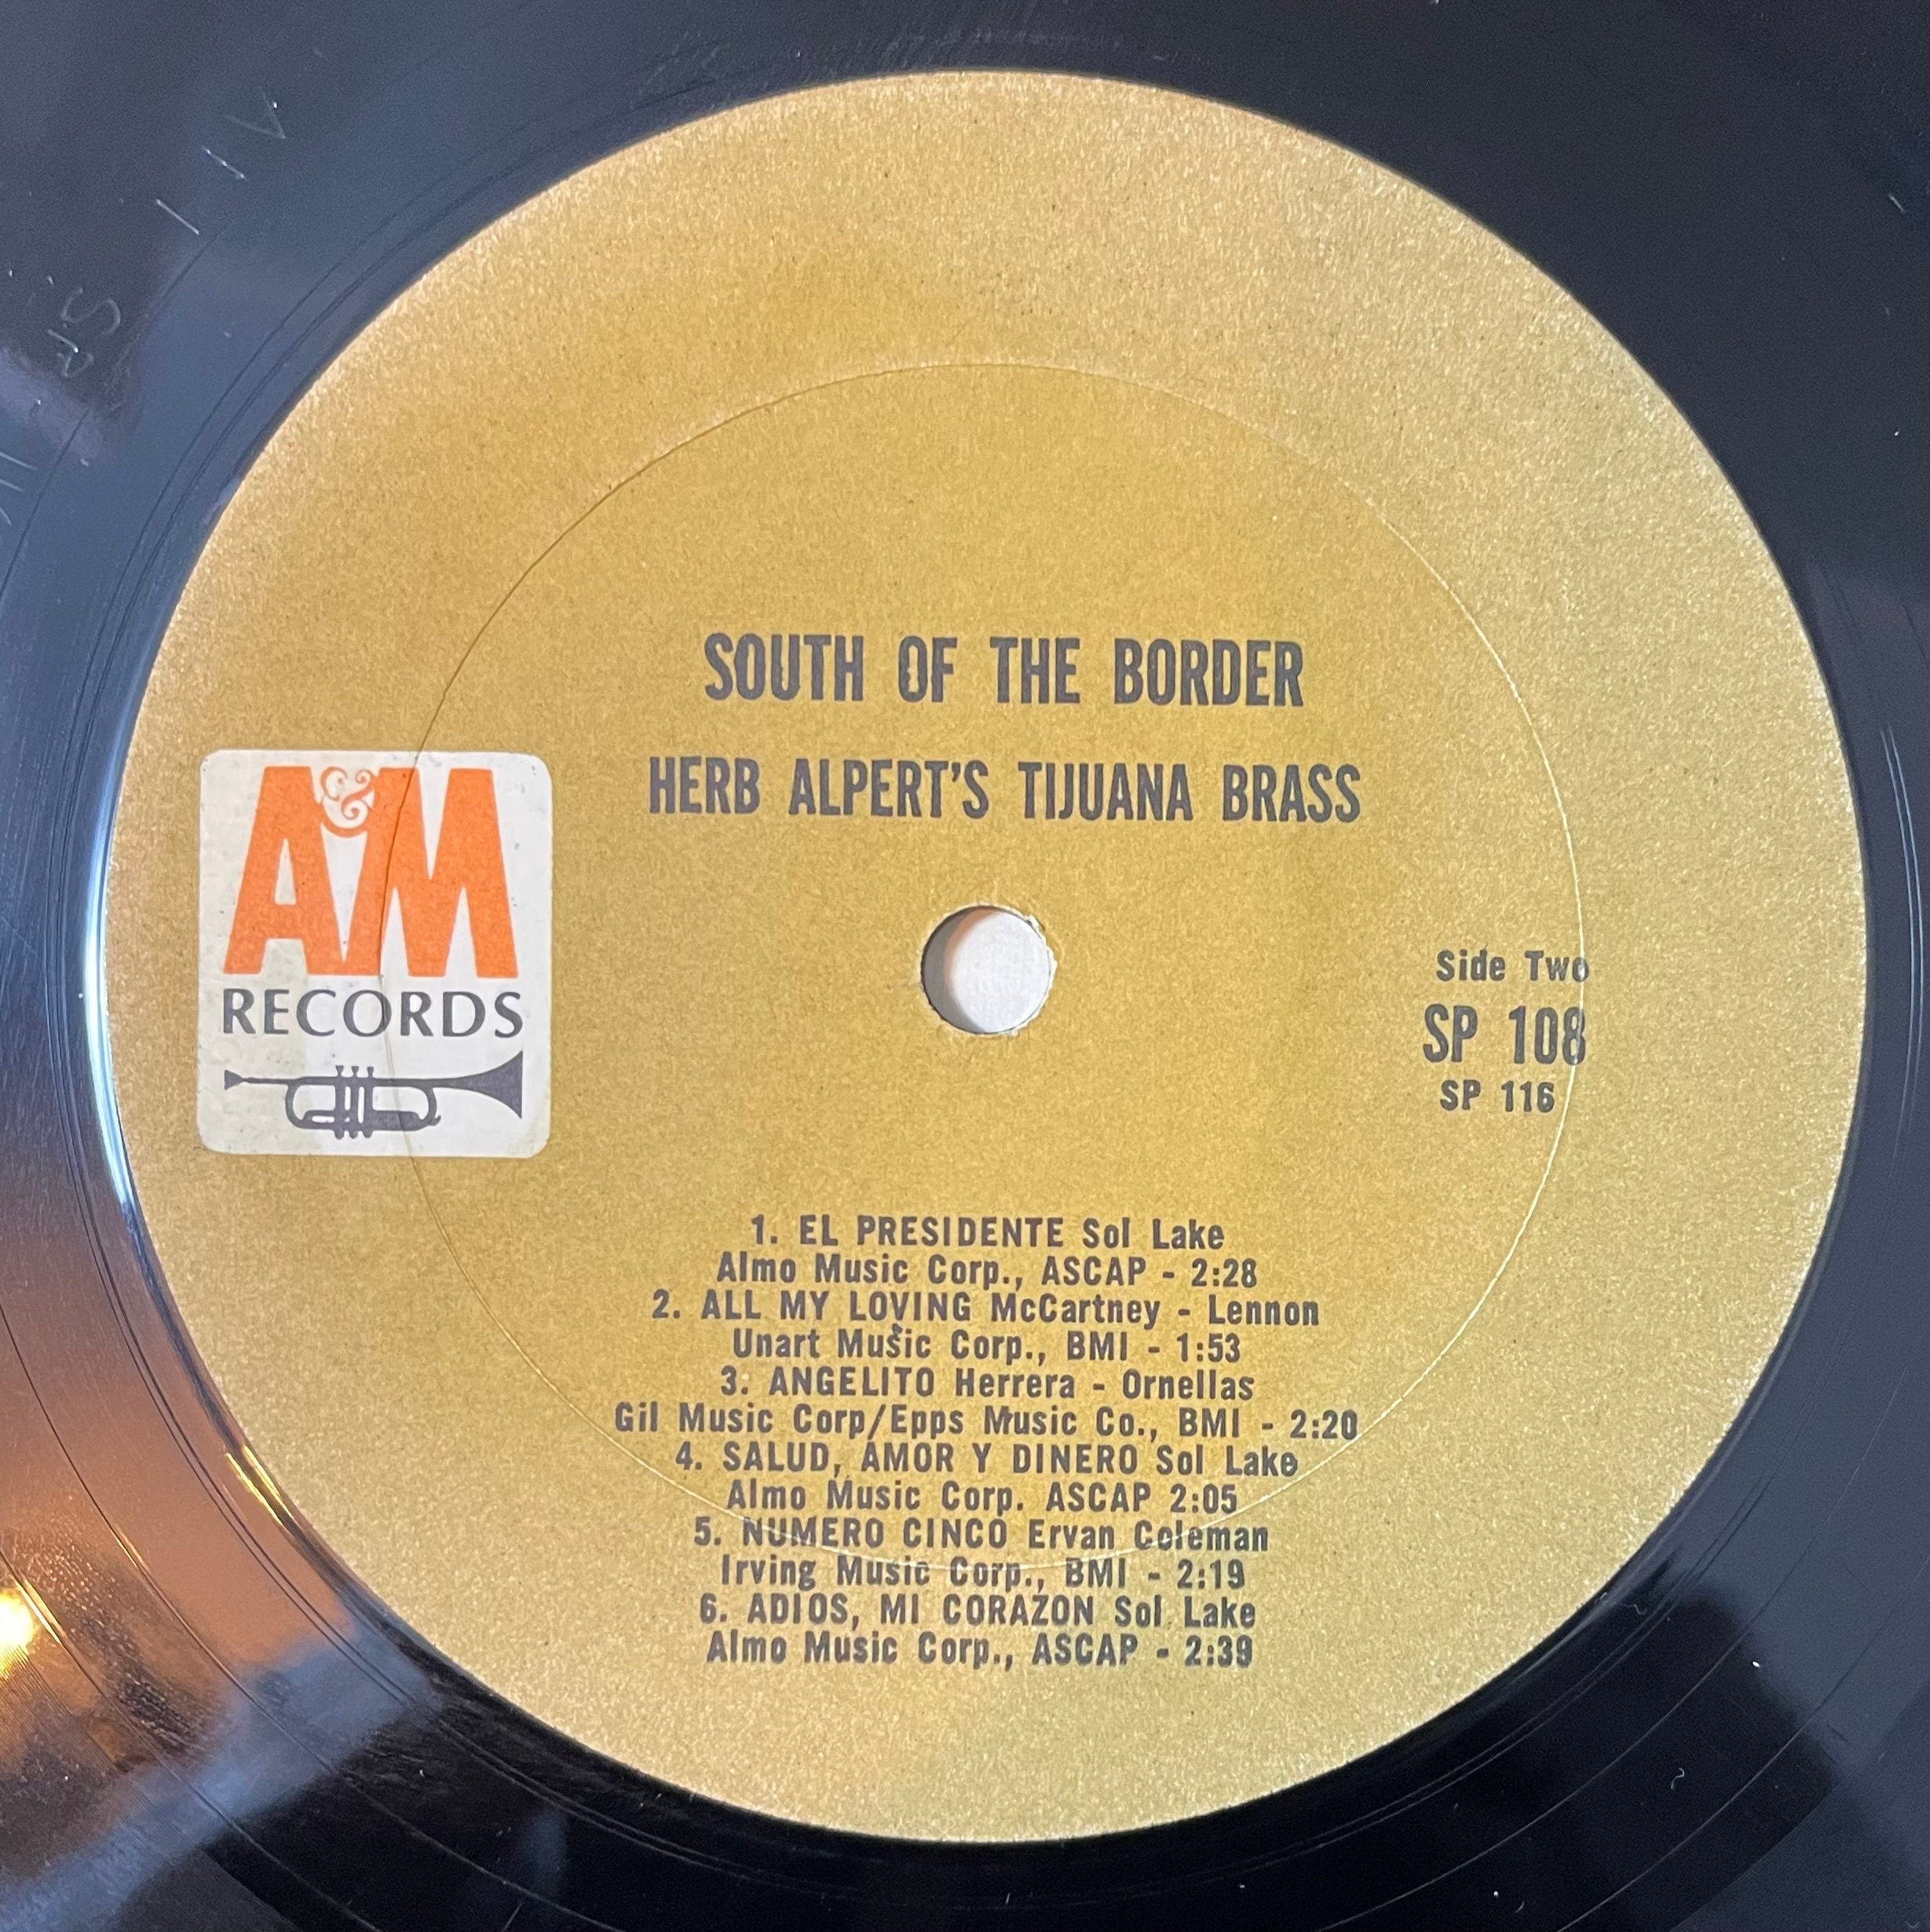 SOUTH OF THE BORDER
HERB ALPERT'S TIJUANA BRASS
A&M
RECORDS
Side Two
SP 108
SP 116
1. EL PRESIDENTE Sol Lake
Almo Music Corp., ASCAP - 2:28
2. ALL MY LOVING McCartney - Lennon
Unart Music Corp., BMI - 1:53
3. ANGELITO Herrera - Ornellas
Gil Music Corp/Epps Music Co., BMI - 2:20
4. SALUD, AMOR Y DINERO Sol Lake
Almo Music Corp. ASCAP 2:05
5. NUMERO CINCO Ervan Coleman
Irving Music Corp., BMI - 2:19
6. ADIOS, MI CORAZON Sol Lake
Almo Music Corp., ASCAP - 2:39